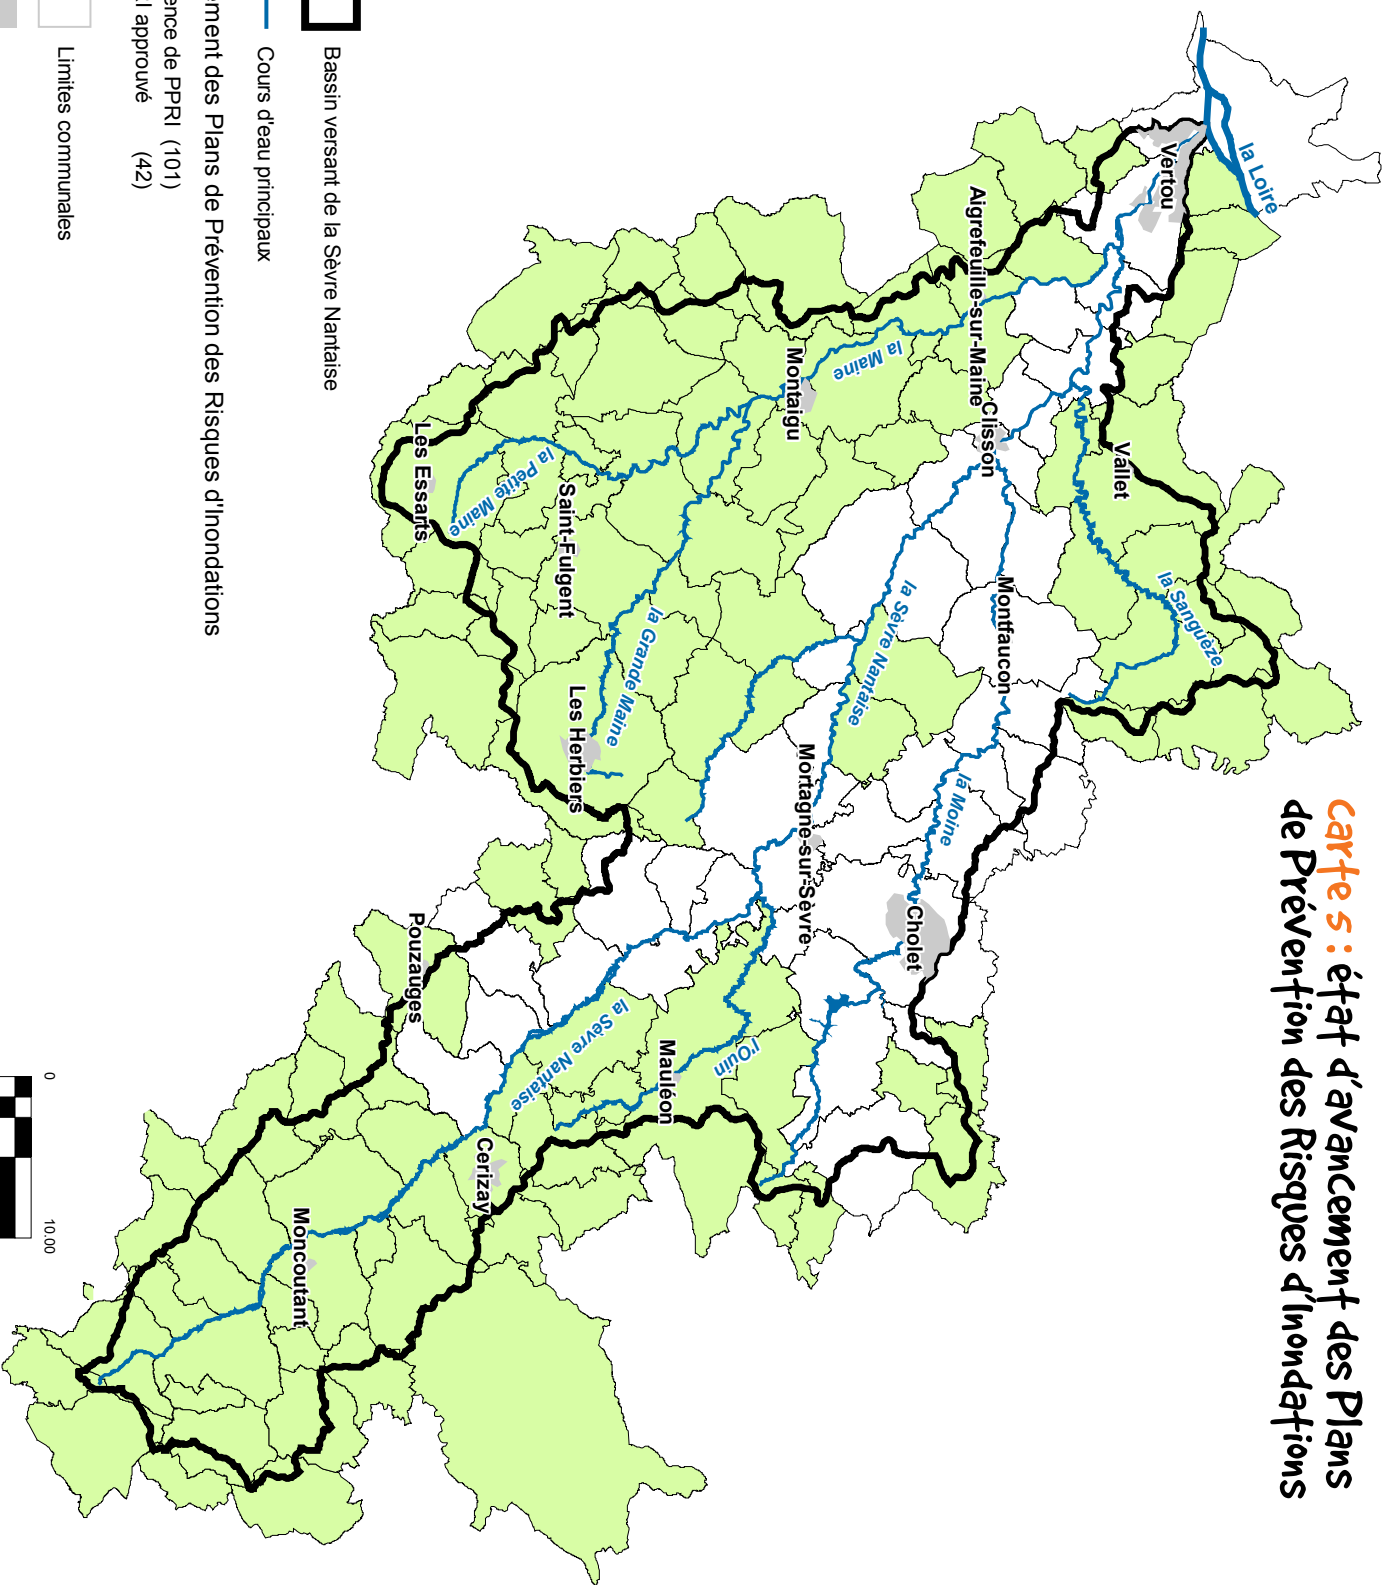 Carte 5 : état d'avancement des Plans
de Prévention des Risques d'Inondations
la Loire
Vertou
Aigrefeuille-sur-Maine
Clisson
Vallet
la Sanguèze
la Maine
Montaigu
Montfaucon
la Sèvre Nantaise
la Moine
Mortagne-sur-Sèvre
Cholet
la Petite Maine
Les Essarts
Saint-Fulgent
la Grande Maine
Les Herbiers
Pouzauges
la Sèvre Nantaise
Mauléon
l'Ouin
Cerizay
Moncoutant
Bassin versant de la Sèvre Nantaise
Cours d'eau principaux
ement des Plans de Prévention des Risques d'Inondations
ence de PPRI (101)
I approuvé (42)
Limites communales
0 10.00